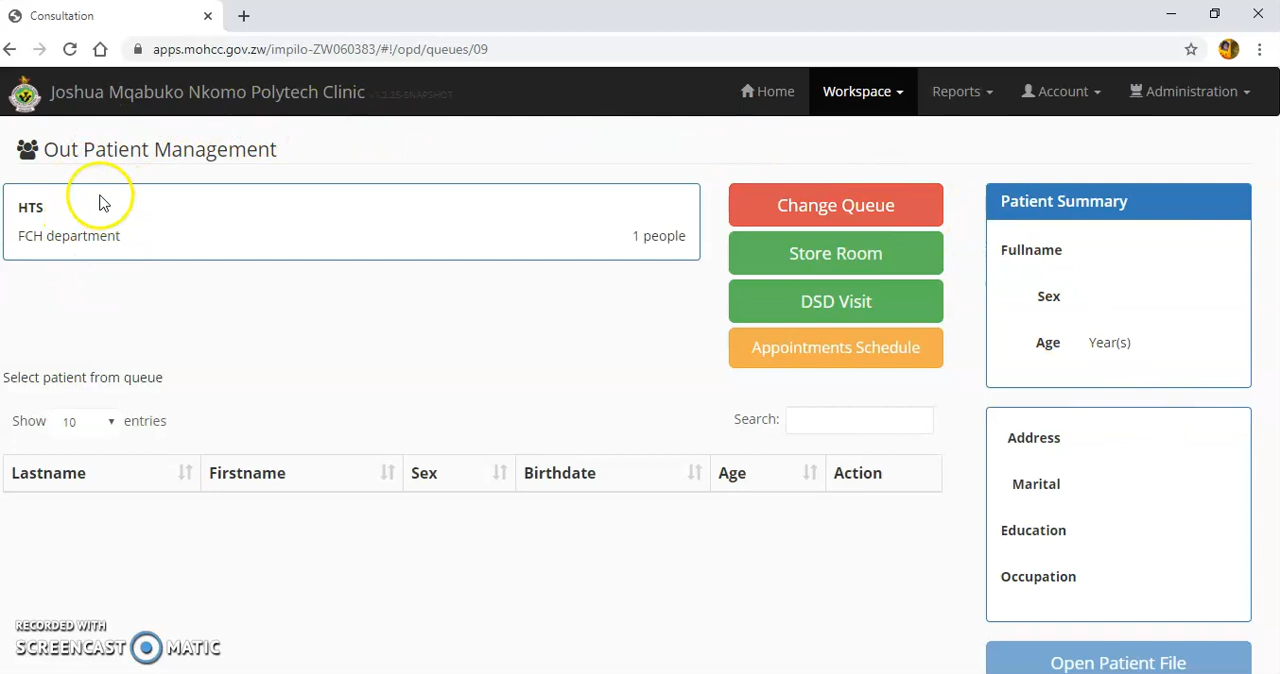 Consultation
apps.mohcc.gov.zw/impilo-ZW060383/#!/opd/queues/09
Joshua Mqabuko Nkomo Polytech Clinic
Home Workspace Reports Account Administration
Out Patient Management
HTS
FCH department 1 people
Change Queue
Store Room
DSD Visit
Appointments Schedule
Select patient from queue
Show 10 entries Search:
Lastname Firstname Sex Birthdate Age Action
Patient Summary
Fullname
Sex
Age Year(s)
Address
Marital
Education
Occupation
Open Patient File
RECORDED WITH
SCREENCAST MATIC